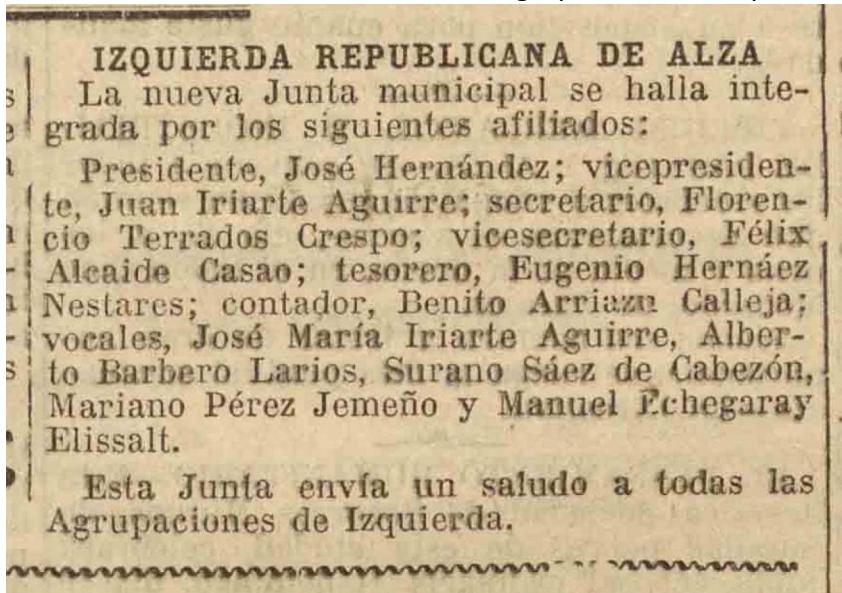 IZQUIERDA REPUBLICANA DE ALZA
La nueva Junta municipal se halla inte-
grada por los siguientes afiliados:
Presidente, José Hernández; vicepresiden-
te, Juan Iriarte Aguirre; secretario, Floren-
cio Terrados Crespo; vicesecretario, Félix
Alcaide Casao; tesorero, Eugenio Hernáez
Nestares; contador, Benito Arriazu Calleja;
vocales, José María Iriarte Aguirre, Alber-
to Barbero Larios, Surano Sáez de Cabezón,
Mariano Pérez Jemeño y Manuel Echegaray
Elissalt.
Esta Junta envía un saludo a todas las
Agrupaciones de Izquierda.